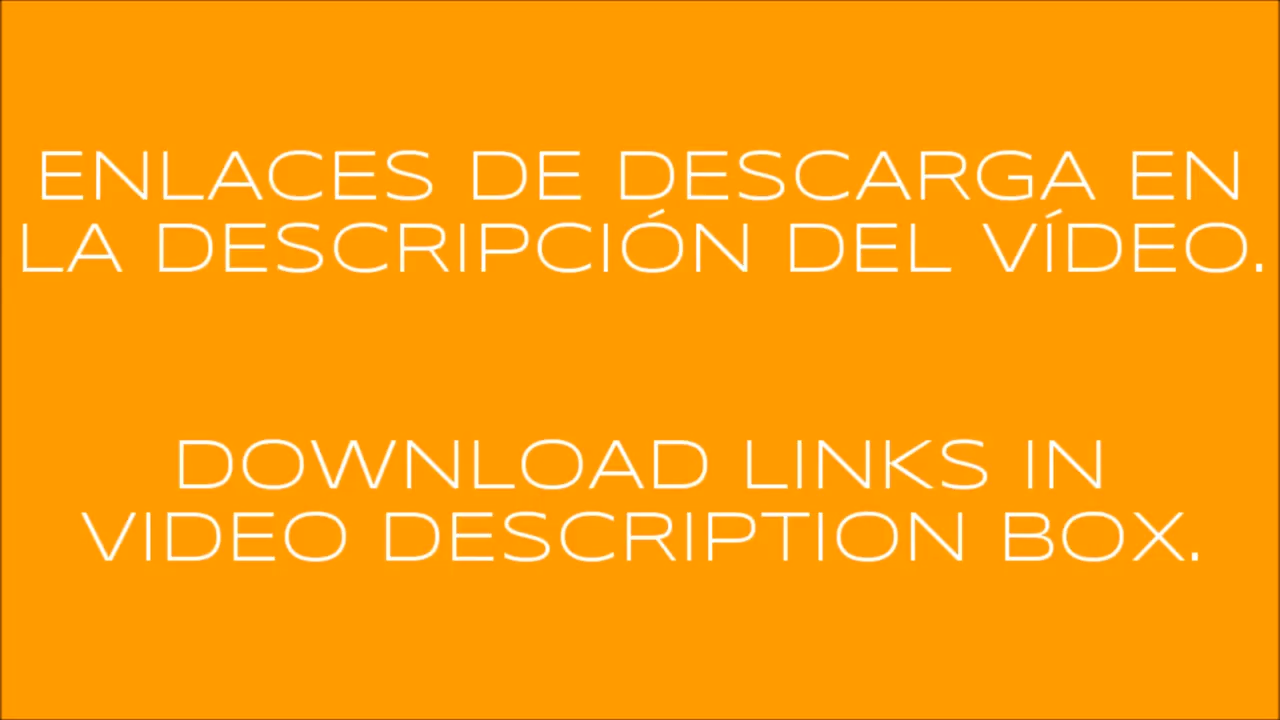 ENLACES DE DESCARGA EN
LA DESCRIPCIÓN DEL VÍDEO.
DOWNLOAD LINKS IN
VIDEO DESCRIPTION BOX.